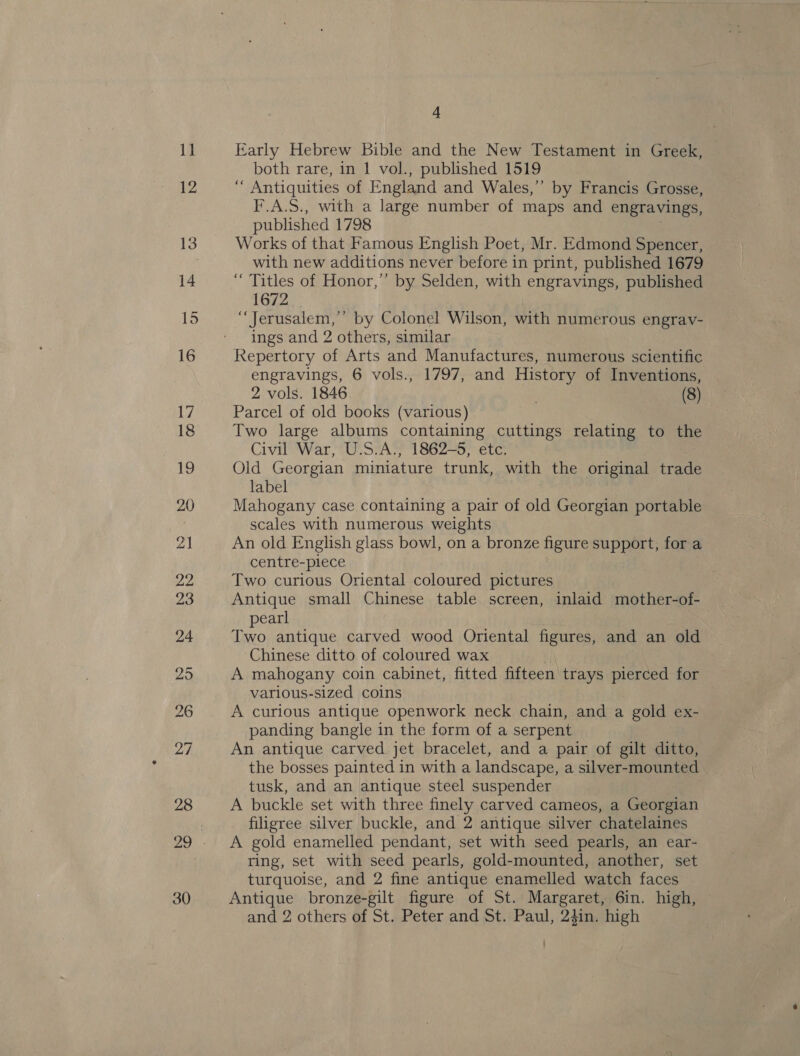 4
11 Early Hebrew Bible and the New Testament in Greek,
both rare, in 1 vol., published 1519
12 “Antiquities of England and Wales,” by Francis Grosse,
F.A.S., with a large number of maps and engravings,
published 1798
13 Works of that Famous English Poet, Mr. Edmond Spencer,
with new additions never before in print, published 1679
14 “Titles of Honor,” by Selden, with engravings, published
1672
15 “Jerusalem,” by Colonel Wilson, with numerous engrav-
ings and 2 others, similar
16 Repertory of Arts and Manufactures, numerous scientific
engravings, 6 vols., 1797, and History of Inventions,
2 vols. 1846 (8)
17 Parcel of old books (various)
18 Two large albums containing cuttings relating to the
Civil War, U.S.A., 1862–5, etc.
19 Old Georgian miniature trunk, with the original trade
label
20 Mahogany case containing a pair of old Georgian portable
scales with numerous weights
21 An old English glass bowl, on a bronze figure support, for a
centre-piece
22 Two curious Oriental coloured pictures
23 Antique small Chinese table screen, inlaid mother-of-
pearl
24 Two antique carved wood Oriental figures, and an old
Chinese ditto of coloured wax
25 A mahogany coin cabinet, fitted fifteen trays pierced for
various-sized coins
26 A curious antique openwork neck chain, and a gold ex-
panding bangle in the form of a serpent
27 An antique carved jet bracelet, and a pair of gilt ditto,
the bosses painted in with a landscape, a silver-mounted
tusk, and an antique steel suspender
28 A buckle set with three finely carved cameos, a Georgian
filigree silver buckle, and 2 antique silver chatelaines
29 A gold enamelled pendant, set with seed pearls, an ear-
ring, set with seed pearls, gold-mounted, another, set
turquoise, and 2 fine antique enamelled watch faces
30 Antique bronze-gilt figure of St. Margaret, 6in. high,
and 2 others of St. Peter and St. Paul, 2½in. high